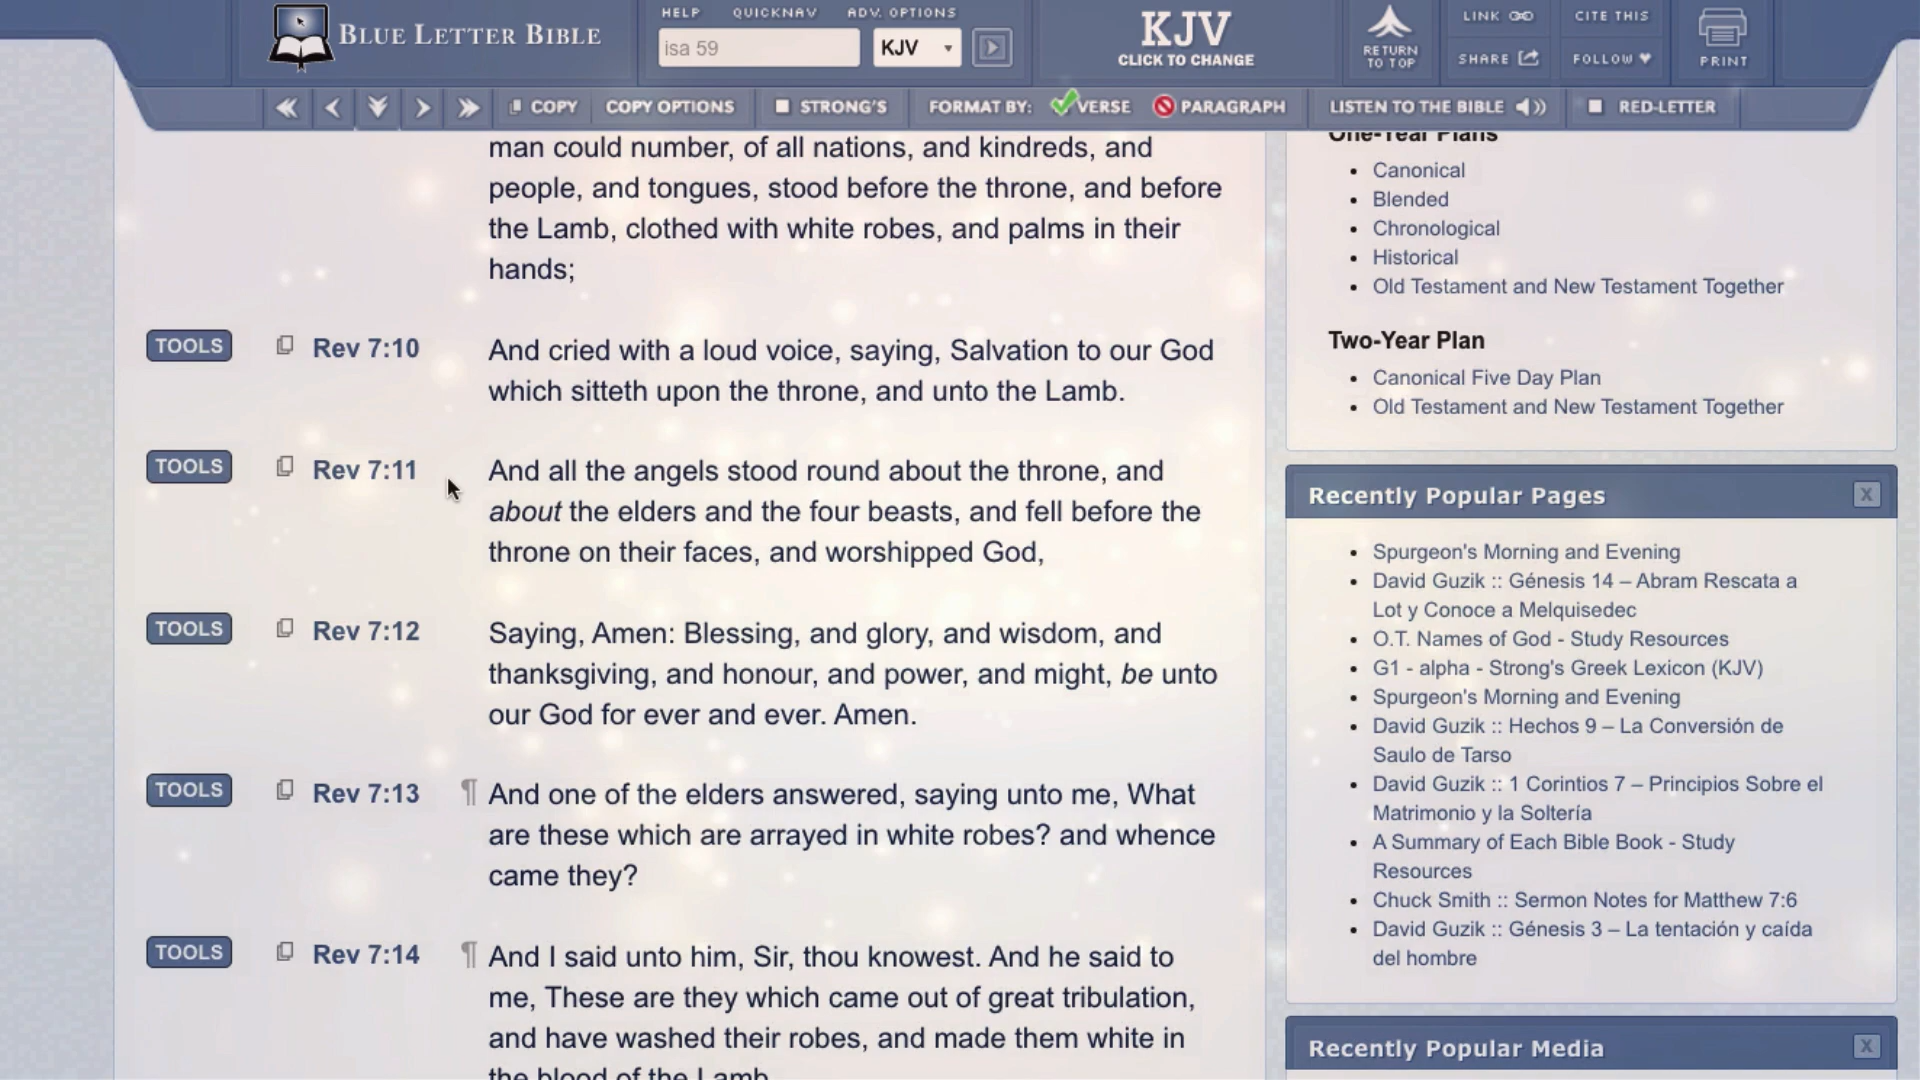 BLUE LETTER BIBLE
HELP QUICKNAV ADV. OPTIONS
isa 59
KJV
KJV
CLICK TO CHANGE
RETURN
TO TOP
LINK
SHARE
CITE THIS
FOLLOW
PRINT
COPY
COPY OPTIONS
STRONG'S
FORMAT BY:
VERSE
PARAGRAPH
LISTEN TO THE BIBLE
RED-LETTER
man could number, of all nations, and kindreds, and
people, and tongues, stood before the throne, and before
the Lamb, clothed with white robes, and palms in their
hands;
TOOLS Rev 7:10 And cried with a loud voice, saying, Salvation to our God
which sitteth upon the throne, and unto the Lamb.
TOOLS Rev 7:11 And all the angels stood round about the throne, and
about the elders and the four beasts, and fell before the
throne on their faces, and worshipped God,
TOOLS Rev 7:12 Saying, Amen: Blessing, and glory, and wisdom, and
thanksgiving, and honour, and power, and might, be unto
our God for ever and ever. Amen.
TOOLS Rev 7:13 ¶ And one of the elders answered, saying unto me, What
are these which are arrayed in white robes? and whence
came they?
TOOLS Rev 7:14 ¶ And I said unto him, Sir, thou knowest. And he said to
me, These are they which came out of great tribulation,
and have washed their robes, and made them white in
the blood of the Lamb
One-Year Plans
• Canonical
• Blended
• Chronological
• Historical
• Old Testament and New Testament Together
Two-Year Plan
• Canonical Five Day Plan
• Old Testament and New Testament Together
Recently Popular Pages X
• Spurgeon's Morning and Evening
• David Guzik :: Génesis 14 – Abram Rescata a
Lot y Conoce a Melquisedec
• O.T. Names of God - Study Resources
• G1 - alpha - Strong's Greek Lexicon (KJV)
• Spurgeon's Morning and Evening
• David Guzik :: Hechos 9 – La Conversión de
Saulo de Tarso
• David Guzik :: 1 Corintios 7 – Principios Sobre el
Matrimonio y la Soltería
• A Summary of Each Bible Book - Study
Resources
• Chuck Smith :: Sermon Notes for Matthew 7:6
• David Guzik :: Génesis 3 – La tentación y caída
del hombre
Recently Popular Media X